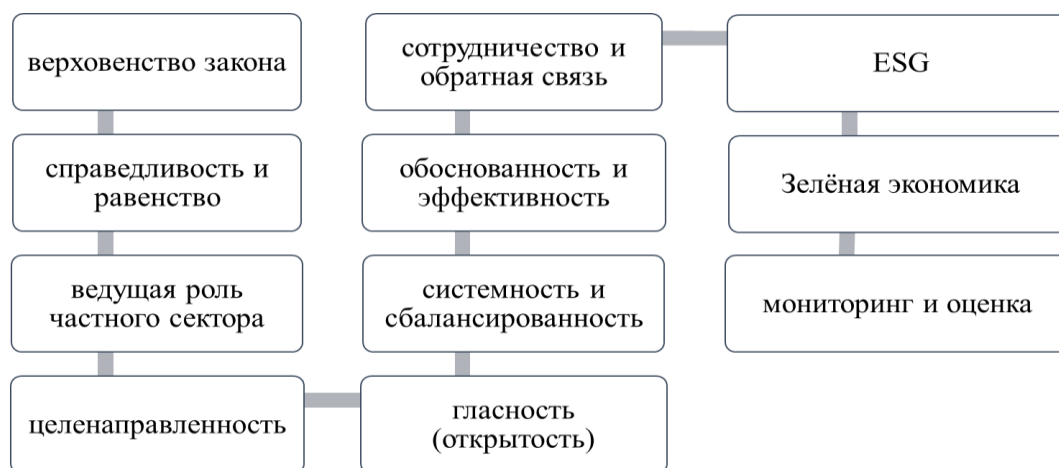 верховенство закона
справедливость и
равенство
ведущая роль
частного сектора
целенаправленность
гласность
(открытость)
системность и
сбалансированность
обоснованность и
эффективность
сотрудничество и
обратная связь
ESG
Зелёная экономика
мониторинг и оценка